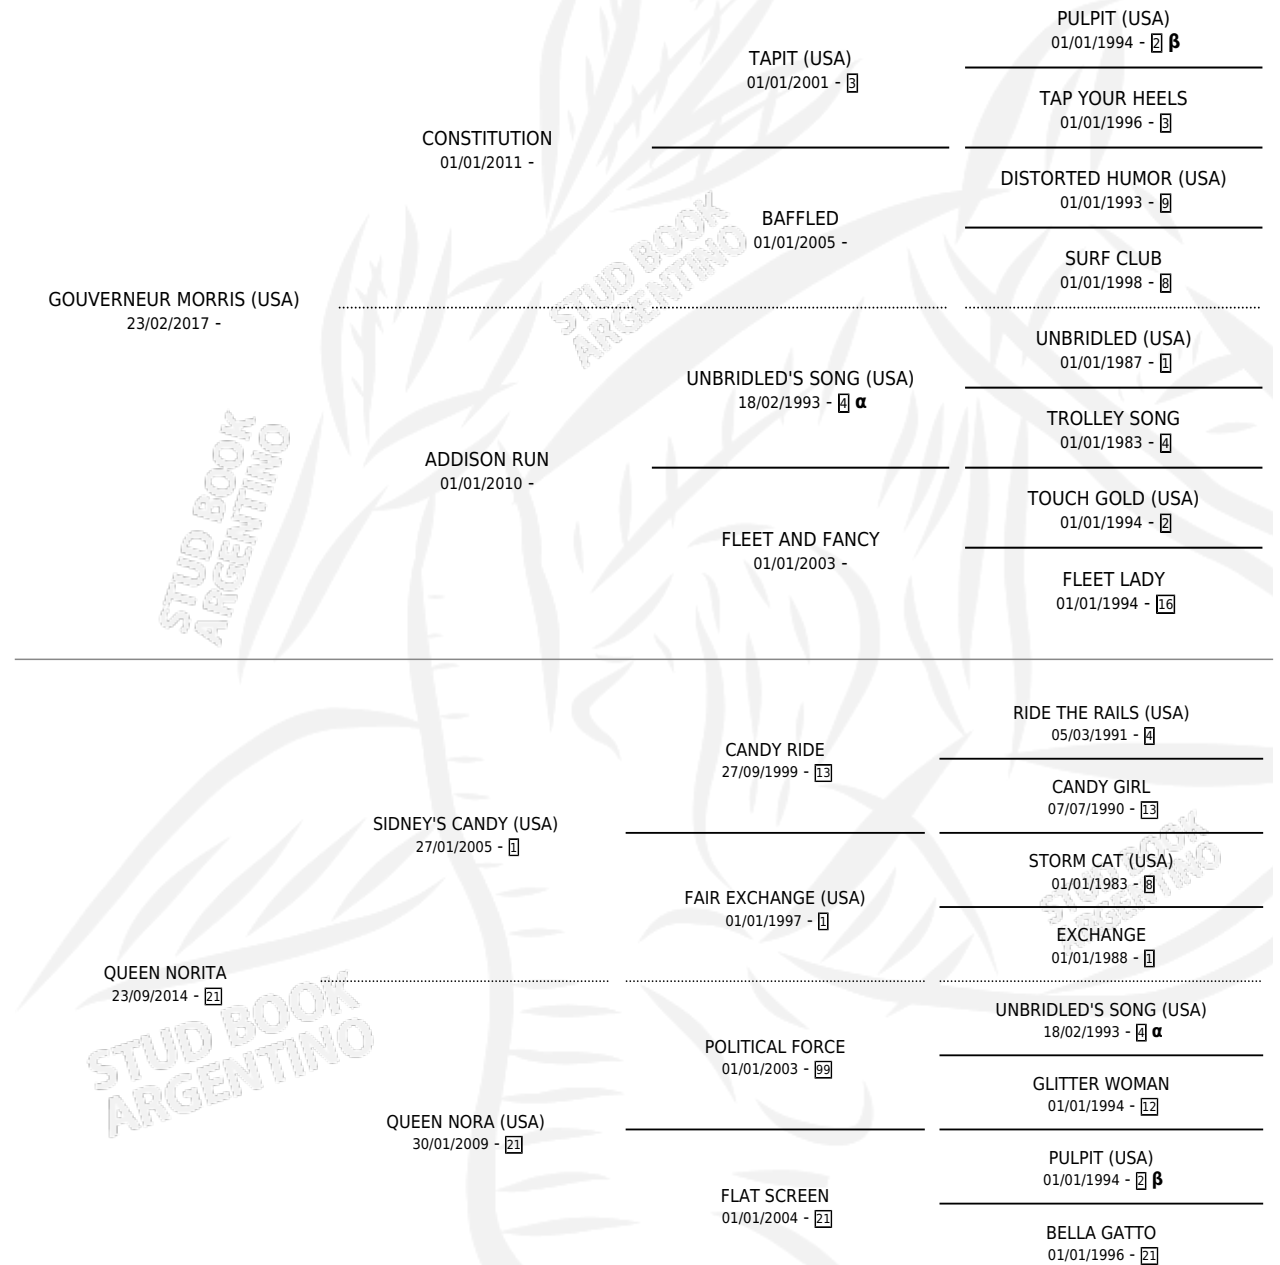 PULPIT (USA)
01/01/1994 - 2 β
TAPIT (USA)
01/01/2001 - 3
TAP YOUR HEELS
01/01/1996 - 3
CONSTITUTION
01/01/2011 -
DISTORTED HUMOR (USA)
01/01/1993 - 9
BAFFLED
01/01/2005 -
SURF CLUB
01/01/1998 - 8
GOUVERNEUR MORRIS (USA)
23/02/2017 -
UNBRIDLED (USA)
01/01/1987 - 1
UNBRIDLED'S SONG (USA)
18/02/1993 - 4 α
TROLLEY SONG
01/01/1983 - 4
ADDISON RUN
01/01/2010 -
TOUCH GOLD (USA)
01/01/1994 - 2
FLEET AND FANCY
01/01/2003 -
FLEET LADY
01/01/1994 - 16
RIDE THE RAILS (USA)
05/03/1991 - 4
CANDY RIDE
27/09/1999 - 13
CANDY GIRL
07/07/1990 - 13
SIDNEY'S CANDY (USA)
27/01/2005 - 1
STORM CAT (USA)
01/01/1983 - 8
FAIR EXCHANGE (USA)
01/01/1997 - 1
EXCHANGE
01/01/1988 - 1
QUEEN NORITA
23/09/2014 - 21
UNBRIDLED'S SONG (USA)
18/02/1993 - 4 α
POLITICAL FORCE
01/01/2003 - 99
GLITTER WOMAN
01/01/1994 - 12
QUEEN NORA (USA)
30/01/2009 - 21
PULPIT (USA)
01/01/1994 - 2 β
FLAT SCREEN
01/01/2004 - 21
BELLA GATTO
01/01/1996 - 21
STUD BOOK
ARGENTINO
STUD BOOK
ARGENTINO
STUD BOOK
ARGENTINO
STUD BOOK
ARGENTINO